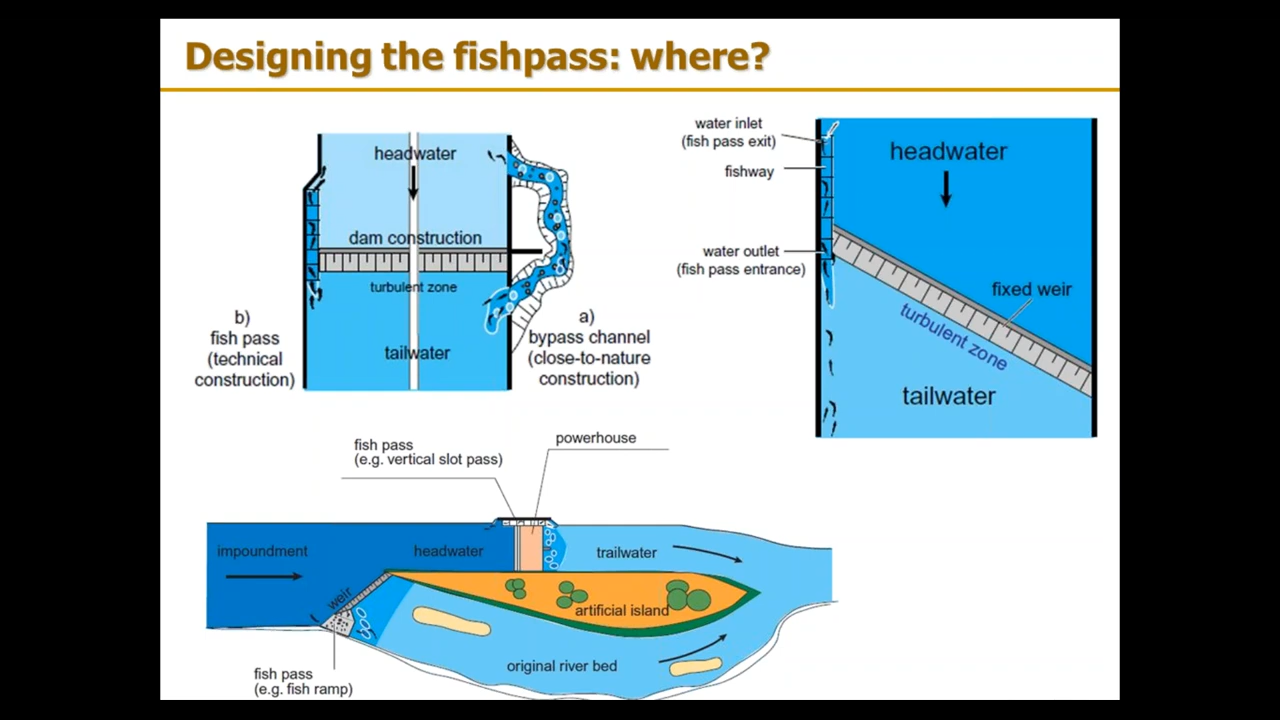 Designing the fishpass: where?
headwater
dam construction
turbulent zone
tailwater
b)
fish pass
(technical
construction)
a)
bypass channel
(close-to-nature
construction)
water inlet
(fish pass exit)
fishway
water outlet
(fish pass entrance)
headwater
fixed weir
turbulent zone
tailwater
fish pass
(e.g. vertical slot pass)
powerhouse
impoundment
headwater
trailwater
weir
artificial island
original river bed
fish pass
(e.g. fish ramp)